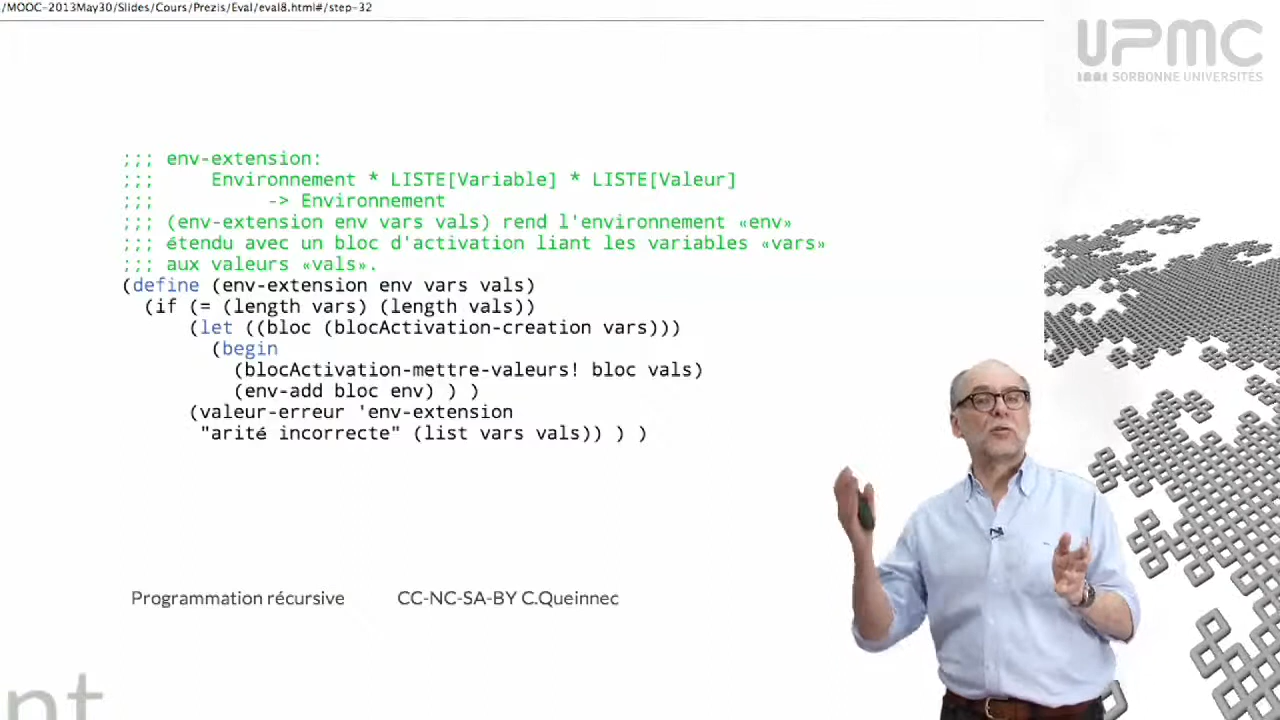 /MOOC-2013May30/Slides/Cours/Prezis/Eval/eval8.html#/step-32
UPMC
SORBONNE UNIVERSITÉS
;;; env-extension:
;;;     Environnement * LISTE[Variable] * LISTE[Valeur]
;;;          -> Environnement
;;; (env-extension env vars vals) rend l'environnement «env»
;;; étendu avec un bloc d'activation liant les variables «vars»
;;; aux valeurs «vals».
(define (env-extension env vars vals)
  (if (= (length vars) (length vals))
      (let ((bloc (blocActivation-creation vars)))
        (begin
          (blocActivation-mettre-valeurs! bloc vals)
          (env-add bloc env) ) )
      (valeur-erreur 'env-extension
       "arité incorrecte" (list vars vals)) ) )
Programmation récursive CC-NC-SA-BY C.Queinnec
nt